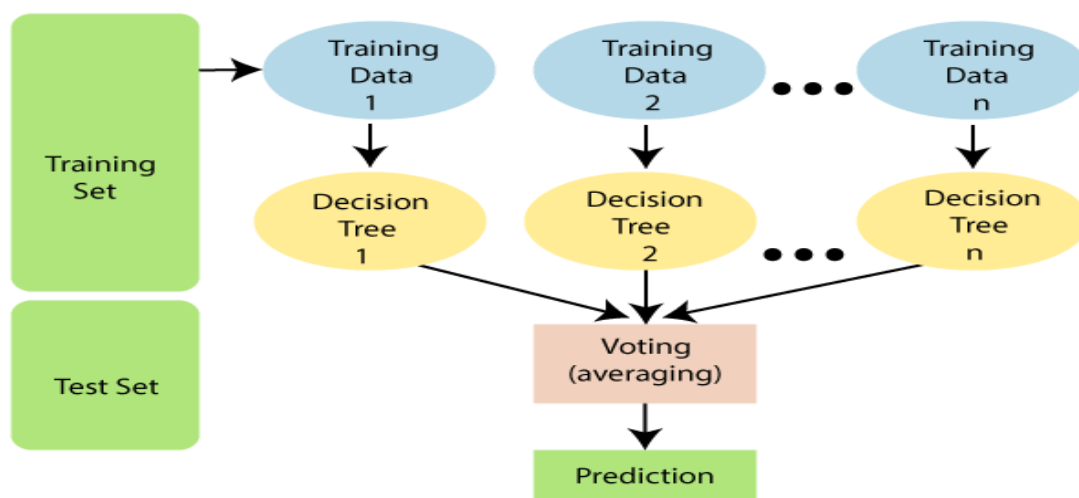 Training
Set
Test Set
Training
Data
1
Training
Data
2
Training
Data
n
Decision
Tree
1
Decision
Tree
2
Decision
Tree
n
Voting
(averaging)
Prediction